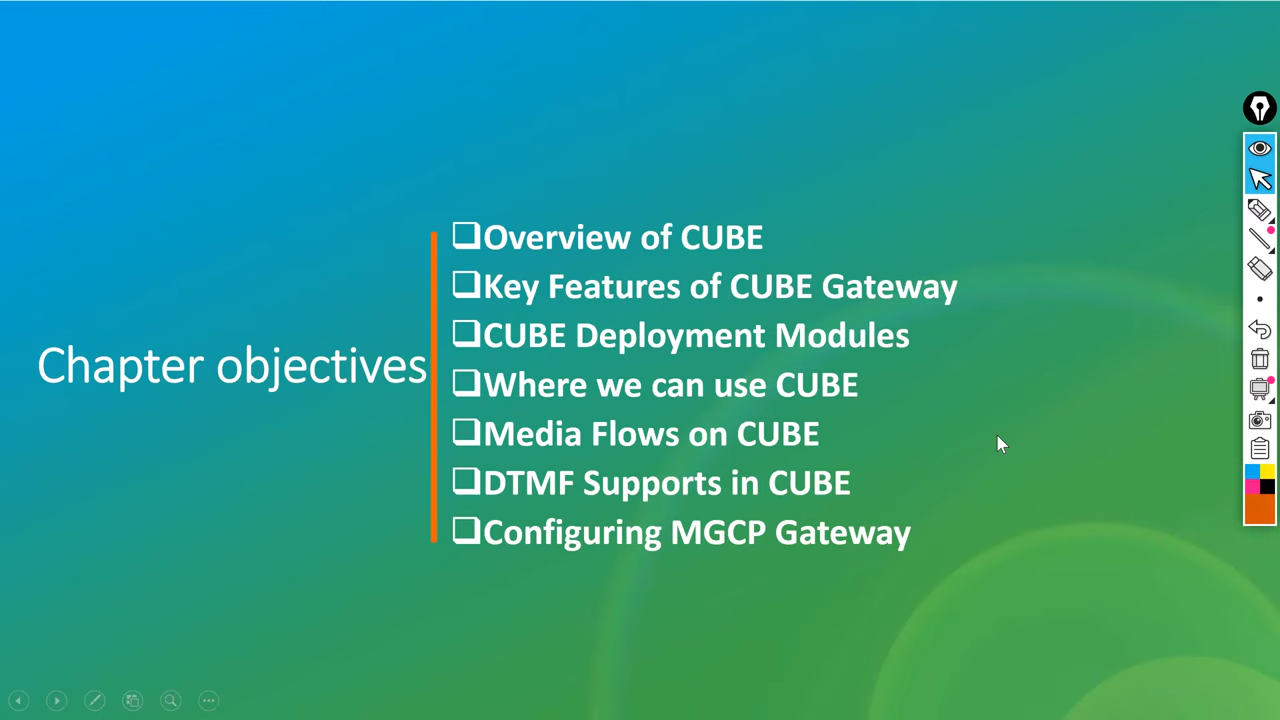 Chapter objectives
Overview of CUBE
Key Features of CUBE Gateway
CUBE Deployment Modules
Where we can use CUBE
Media Flows on CUBE
DTMF Supports in CUBE
Configuring MGCP Gateway